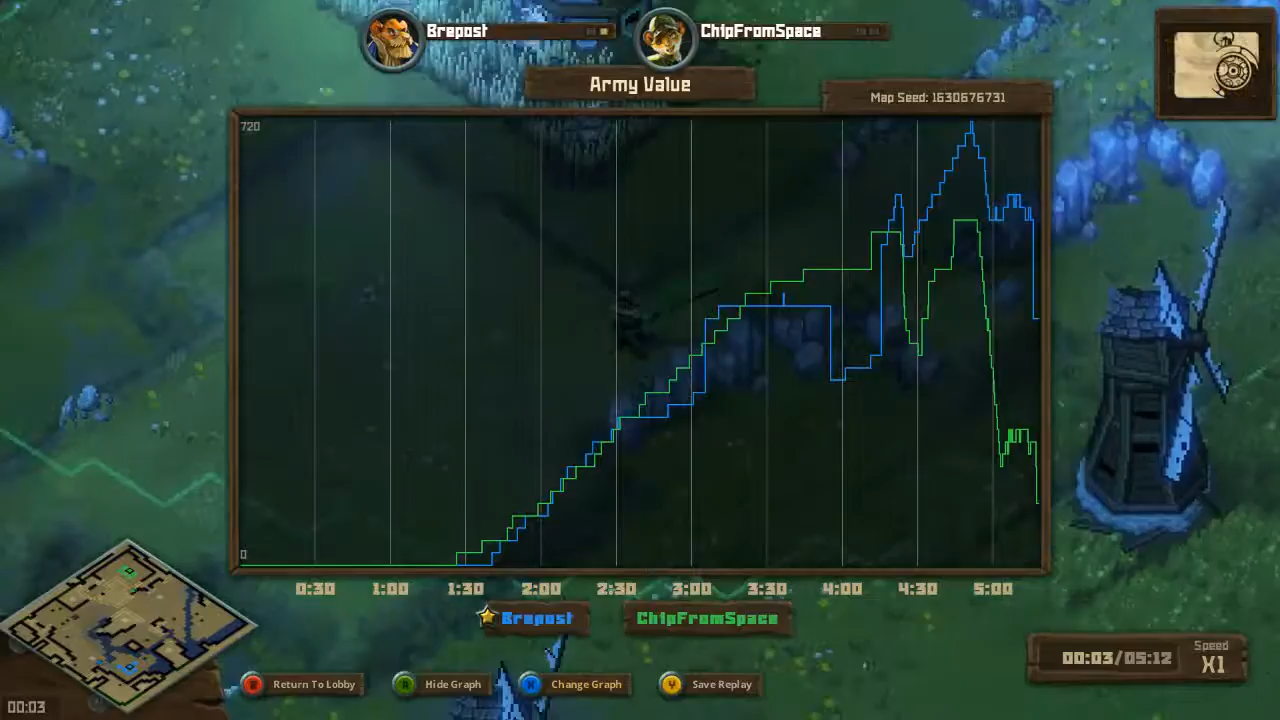 Brepost
ChipFromSpace
Army Value
Map Seed: 1630676731
720
0
0:30 1:00 1:30 2:00 2:30 3:00 3:30 4:00 4:30 5:00
Brepost ChipFromSpace
00:03/05:12
Speed
X1
Return To Lobby
Hide Graph
Change Graph
Save Replay
00:03